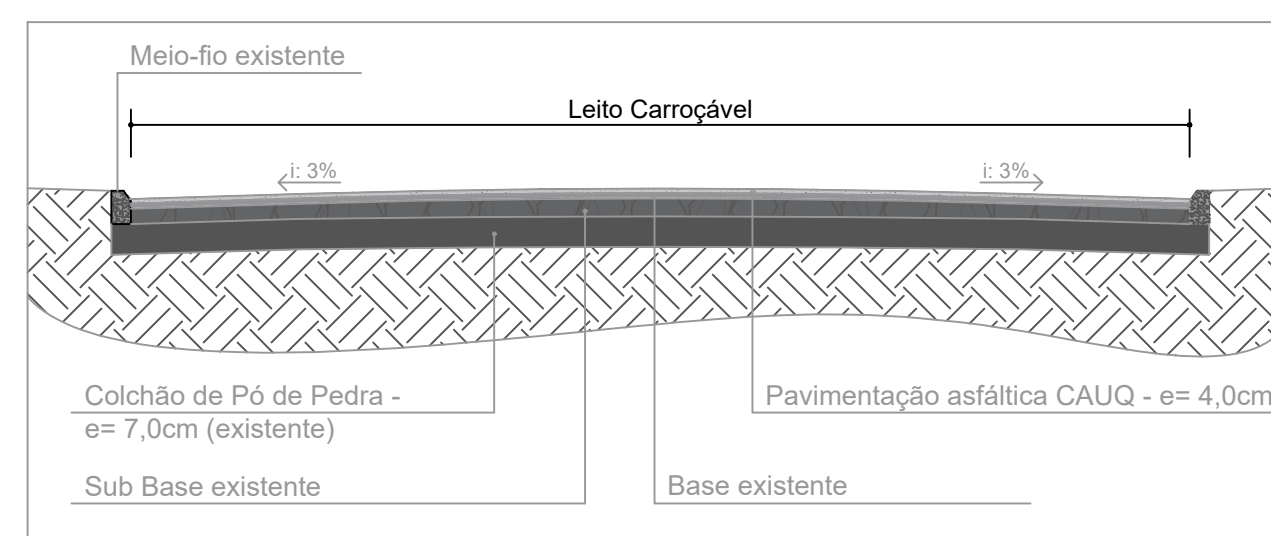 Meio-fio existente
Leito Carroçável
i: 3%
i: 3%
Colchão de Pó de Pedra -
e= 7,0cm (existente)
Pavimentação asfáltica CAUQ - e= 4,0cm
Sub Base existente
Base existente